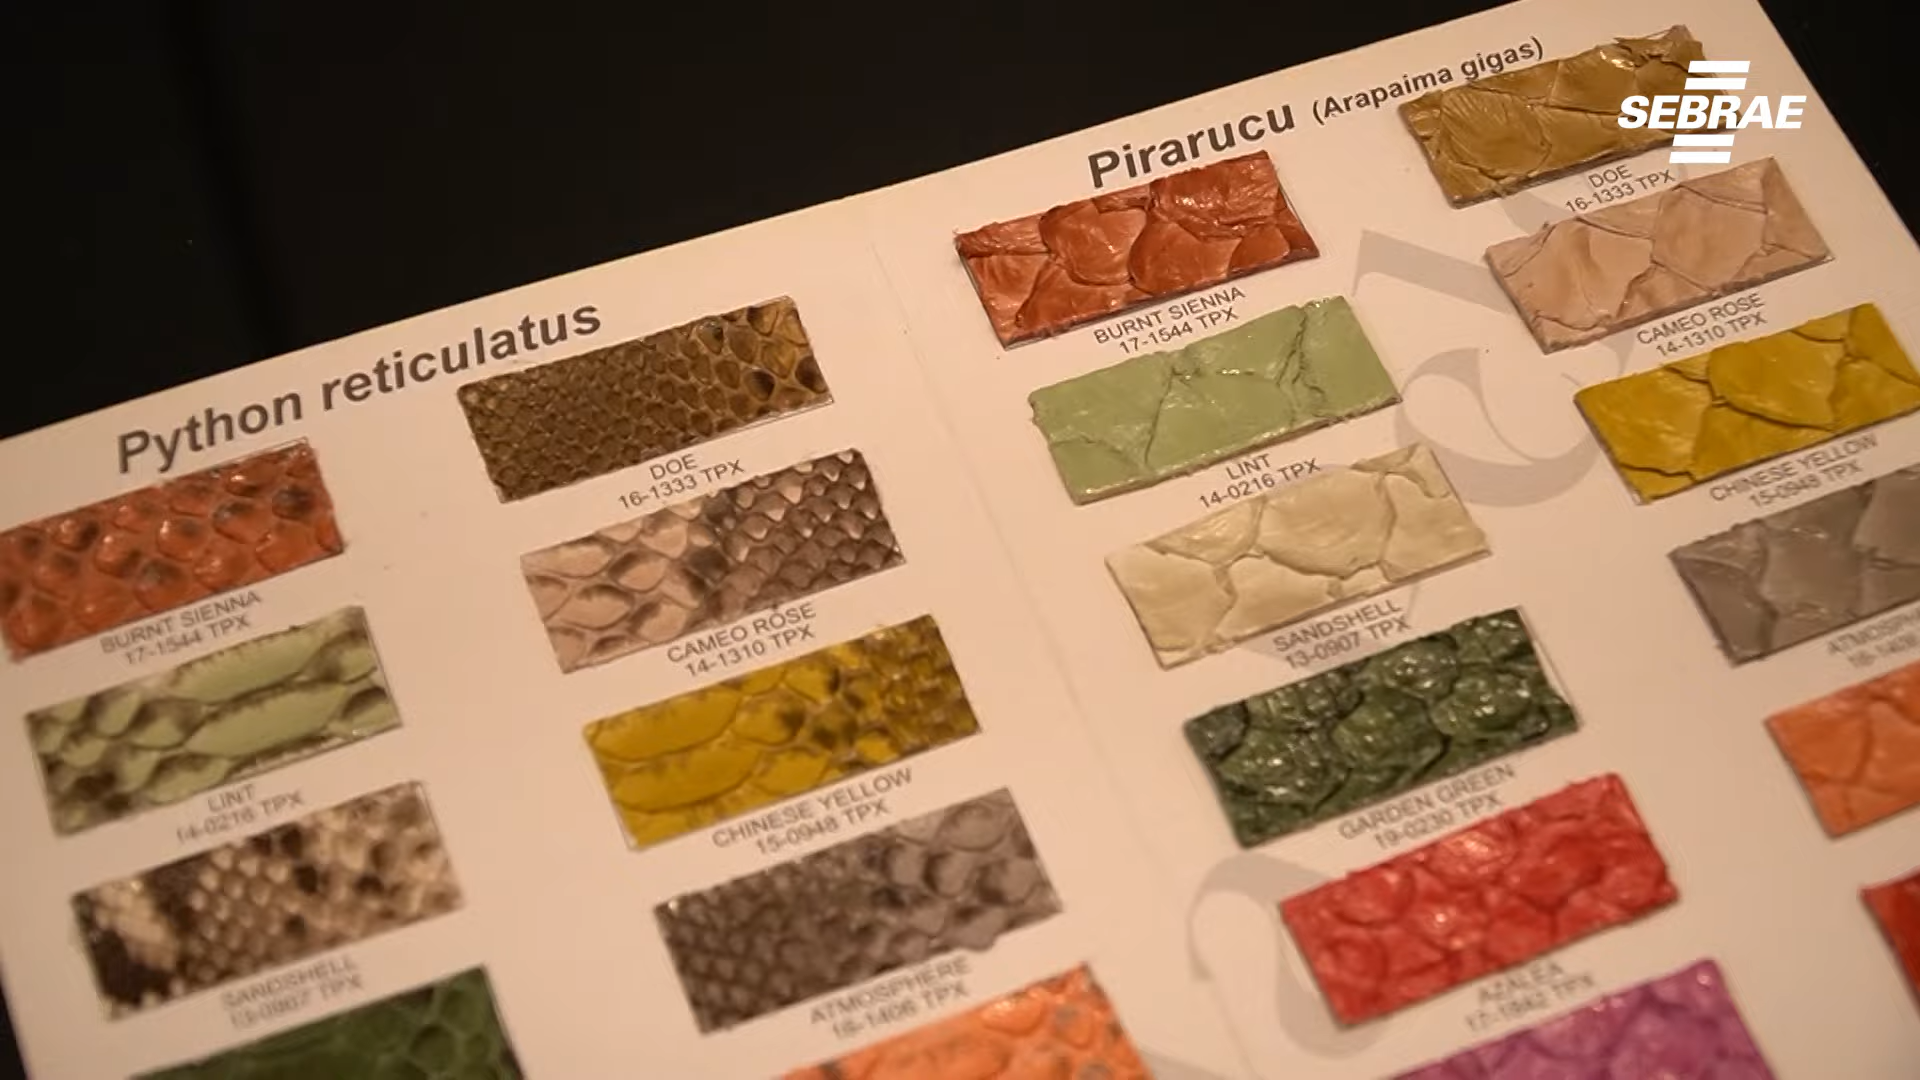 SEBRAE
Python reticulatus
DOE
16-1333 TPX
BURNT SIENNA
17-1544 TPX
CAMEO ROSE
14-1310 TPX
LINT
14-0216 TPX
CHINESE YELLOW
15-0948 TPX
SANDSHELL
13-0907 TPX
ATMOSPHERE
16-1406 TPX
Pirarucu (Arapaima gigas)
DOE
16-1333 TPX
BURNT SIENNA
17-1544 TPX
CAMEO ROSE
14-1310 TPX
LINT
14-0216 TPX
CHINESE YELLOW
15-0948 TPX
SANDSHELL
13-0907 TPX
GARDEN GREEN
19-0230 TPX
AZALEA